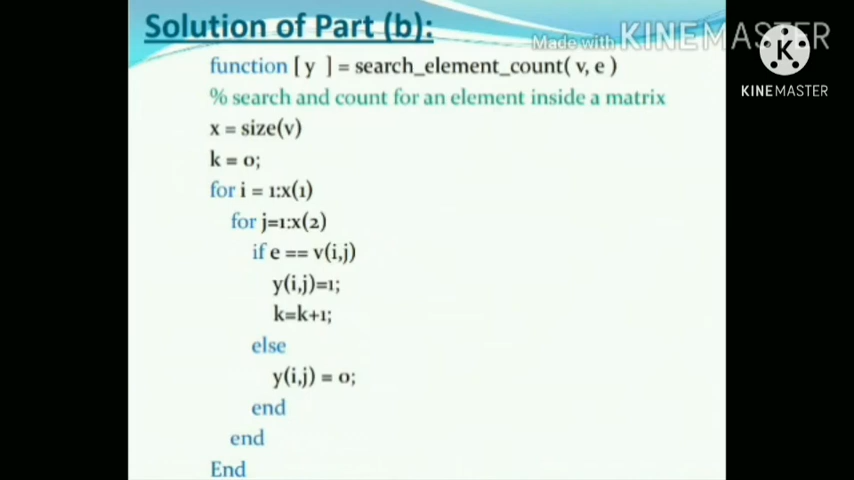 Solution of Part (b):
Made with KINEMASTER
KINEMASTER
function [ y ] = search_element_count( v, e )
% search and count for an element inside a matrix
x = size(v)
k = 0;
for i = 1:x(1)
for j=1:x(2)
if e == v(i,j)
y(i,j)=1;
k=k+1;
else
y(i,j) = 0;
end
end
End